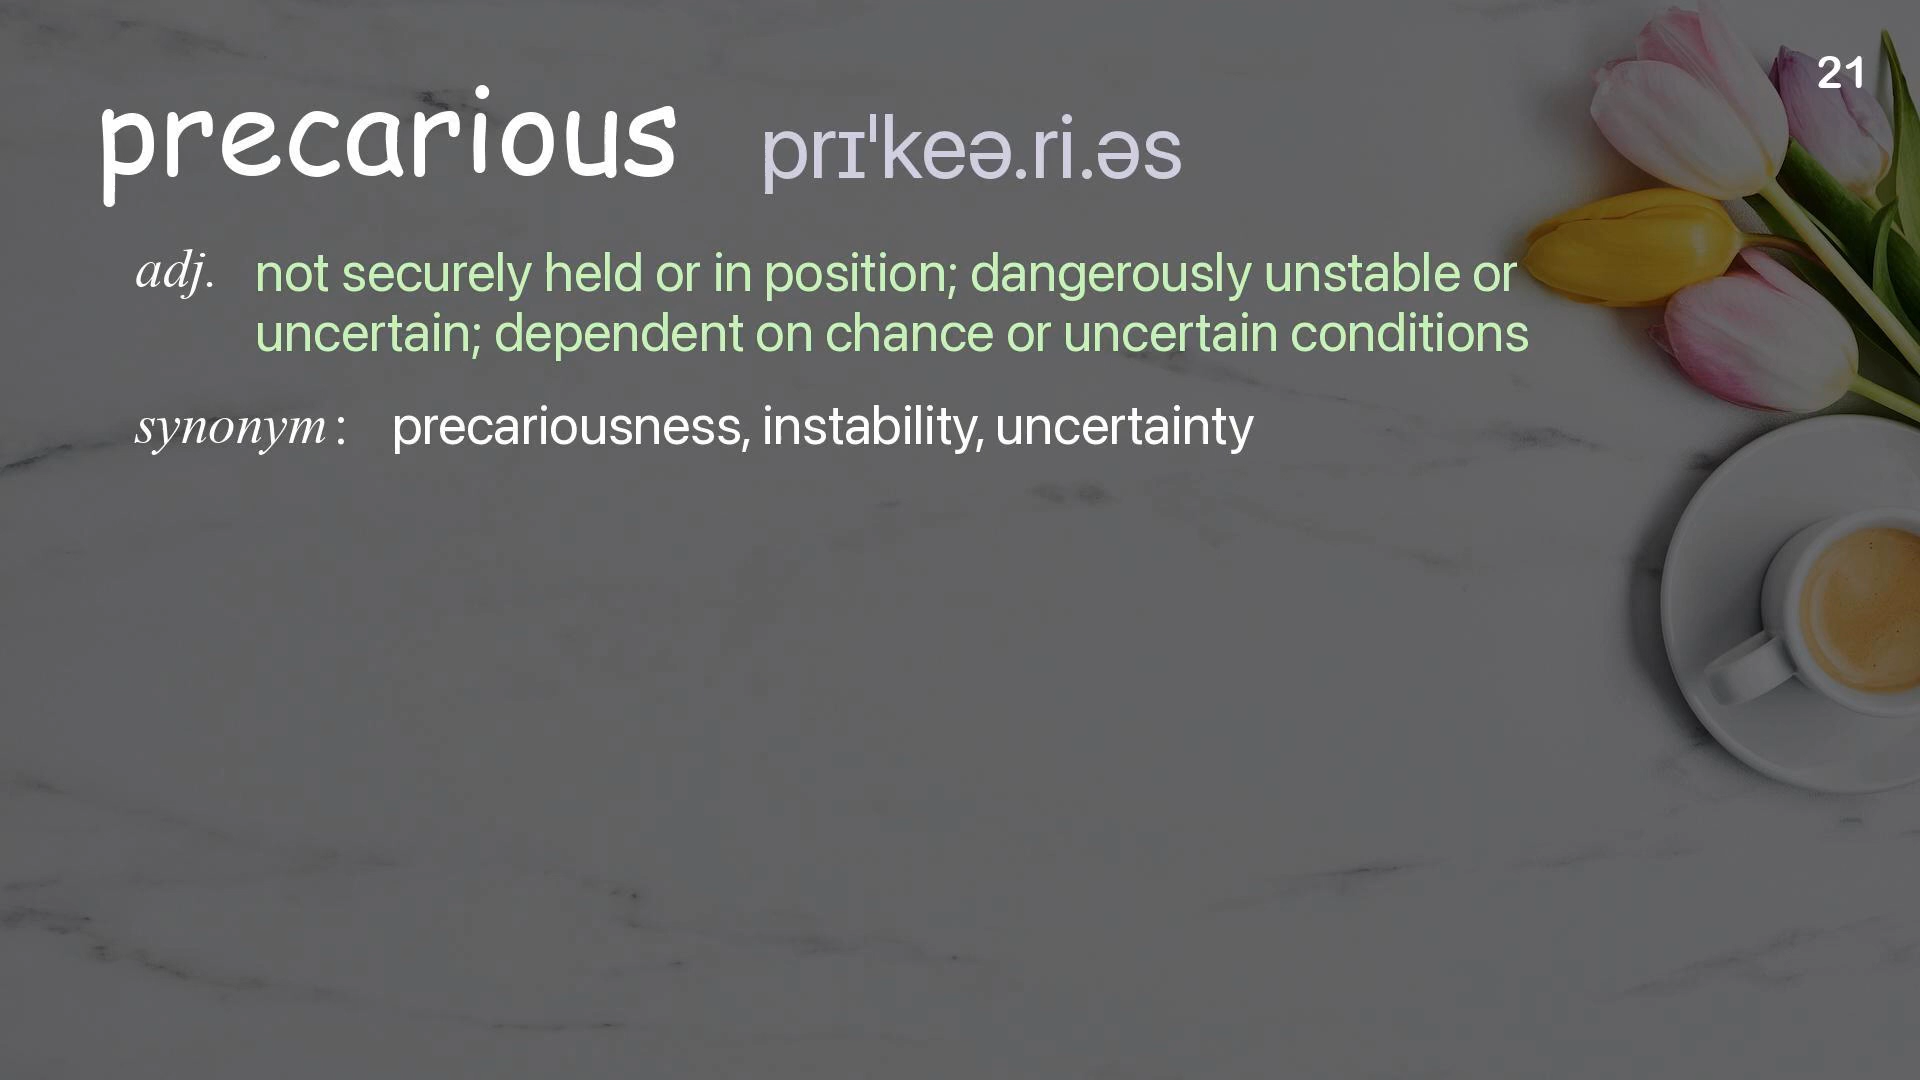 21
precarious prɪˈkeə.ri.əs
adj. not securely held or in position; dangerously unstable or
uncertain; dependent on chance or uncertain conditions
synonym : precariousness, instability, uncertainty